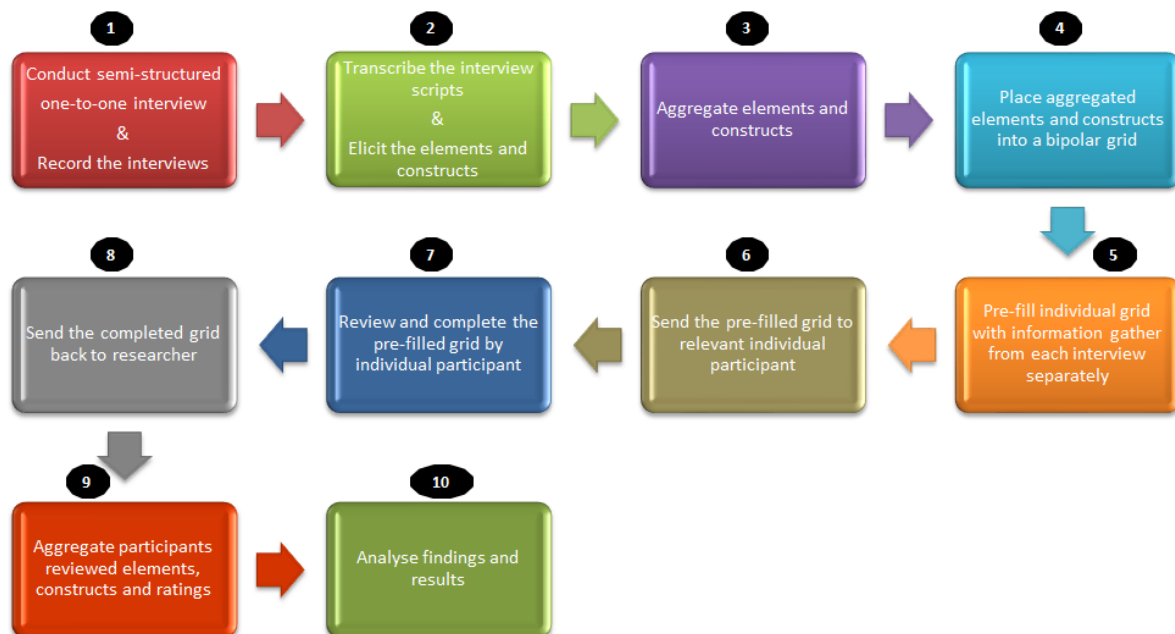 1
Conduct semi-structured
one-to-one interview
&
Record the interviews
2
Transcribe the interview
scripts
&
Elicit the elements and
constructs
3
Aggregate elements and
constructs
4
Place aggregated
elements and constructs
into a bipolar grid
5
Pre-fill individual grid
with information gather
from each interview
separately
6
Send the pre-filled grid to
relevant individual
participant
7
Review and complete the
pre-filled grid by
individual participant
8
Send the completed grid
back to researcher
9
Aggregate participants
reviewed elements,
constructs and ratings
10
Analyse findings and
results